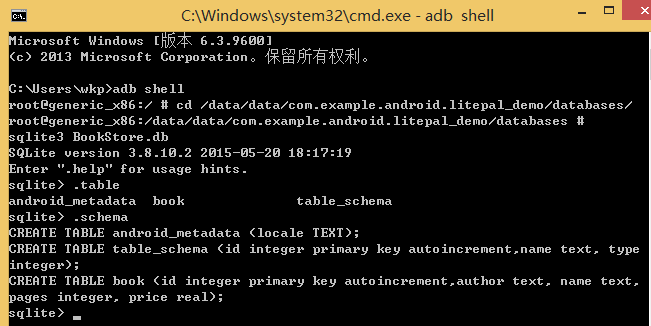 C:\Windows\system32\cmd.exe - adb shell
Microsoft Windows [版本 6.3.9600]
(c) 2013 Microsoft Corporation。保留所有权利。
C:\Users\wkp>adb shell
root@generic_x86:/ # cd /data/data/com.example.android.litepal_demo/databases/
root@generic_x86:/data/data/com.example.android.litepal_demo/databases #
sqlite3 BookStore.db
SQLite version 3.8.10.2 2015-05-20 18:17:19
Enter ".help" for usage hints.
sqlite> .table
android_metadata  book              table_schema
sqlite> .schema
CREATE TABLE android_metadata (locale TEXT);
CREATE TABLE table_schema (id integer primary key autoincrement,name text, type
integer);
CREATE TABLE book (id integer primary key autoincrement,author text, name text,
pages integer, price real);
sqlite> _